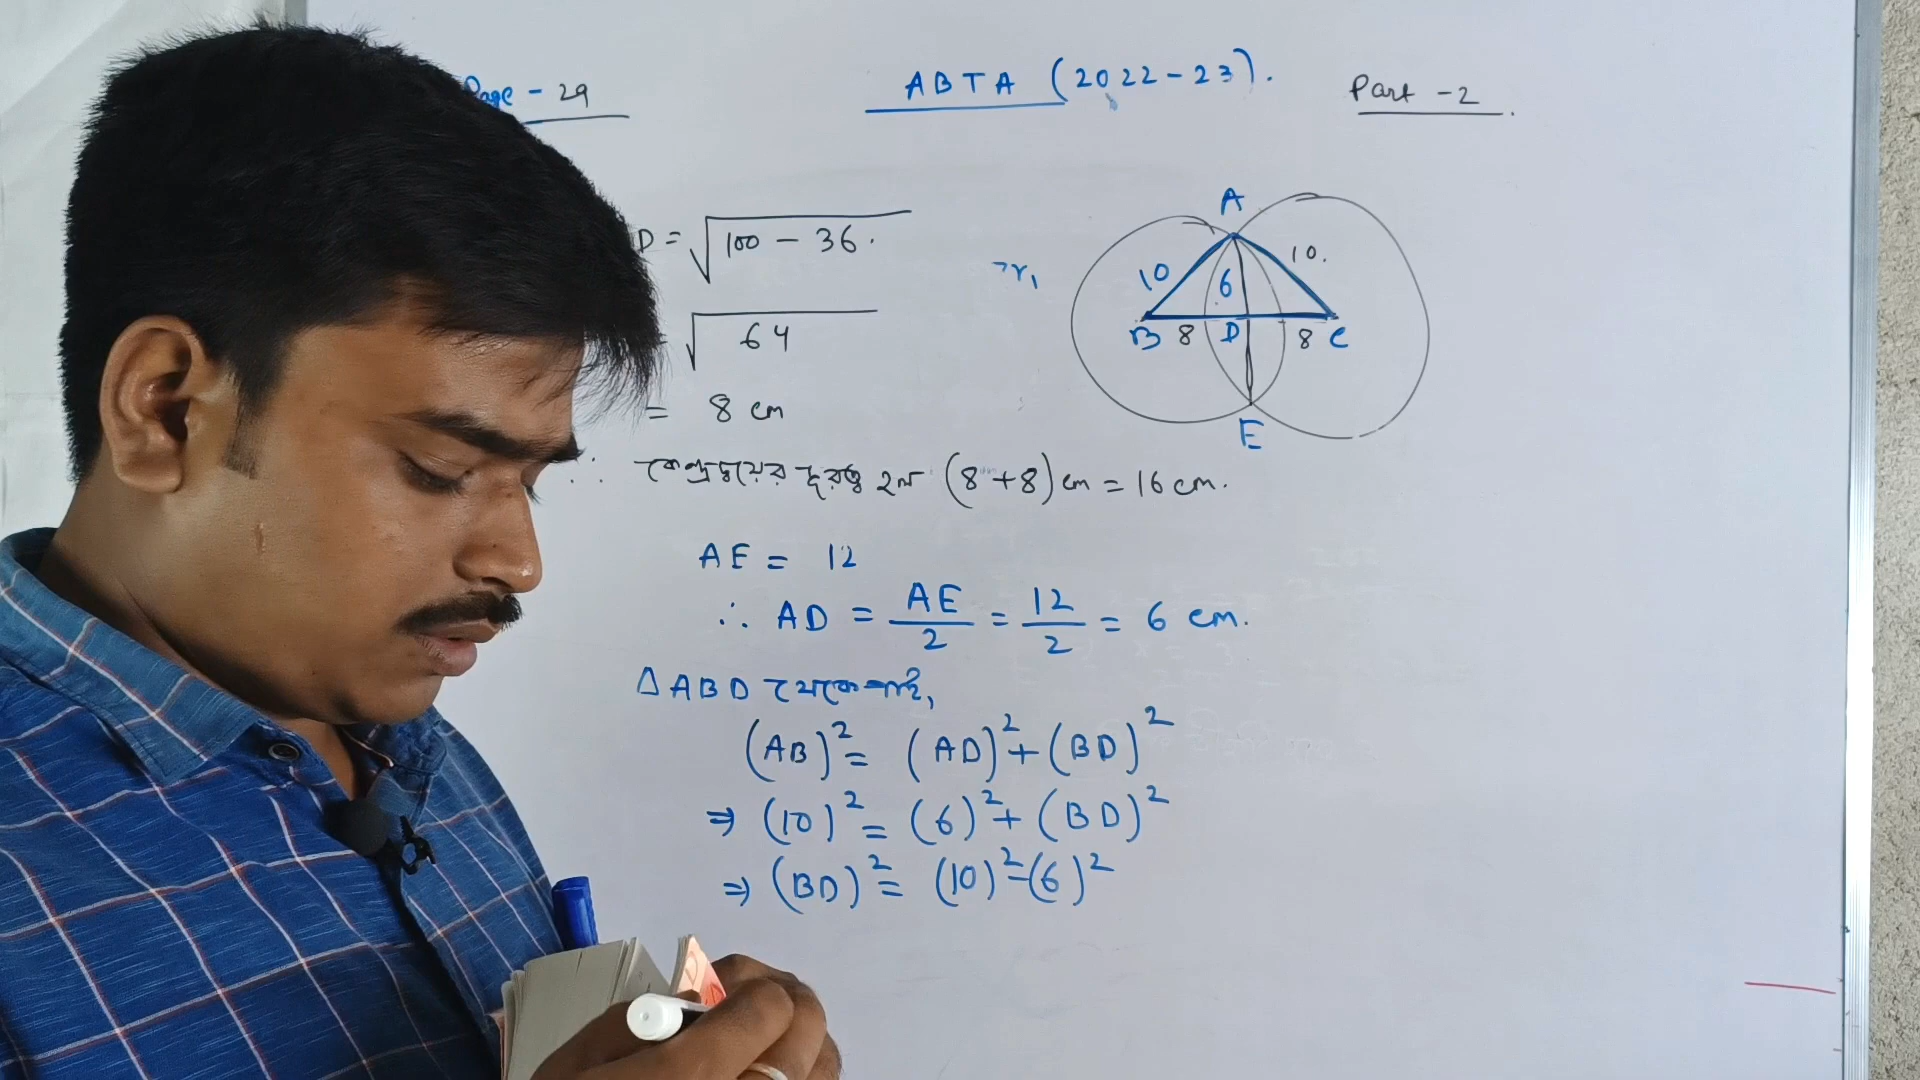 Page - 29
ABTA (2022-23).
Part -2
D = √100 - 36.
= √64
= 8 cm
∴ কেন্দ্রদ্বয়ের দূরত্ব হল (8+8) cm = 16 cm.
AE = 12
∴ AD = AE/2 = 12/2 = 6 cm.
△ABD থেকে পাই,
(AB)² = (AD)² + (BD)²
⇒ (10)² = (6)² + (BD)²
⇒ (BD)² = (10)² - (6)²
r₁
A
10
6
10.
B 8 D 8 C
E